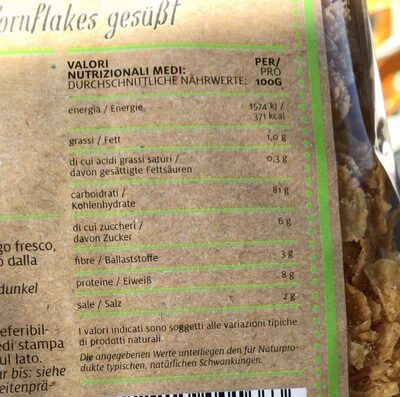 ornflakes gesüßt
VALORI
NUTRIZIONALI MEDI:
DURCHSCHNITTLICHE NÄHRWERTE:
PER/
PRO
100G
energia / Energie
1574 kJ /
371 kcal
grassi / Fett
1,0 g
di cui acidi grassi saturi /
davon gesättigte Fettsäuren
0,3 g
carboidrati /
Kohlenhydrate
81 g
di cui zuccheri /
davon Zucker
6 g
fibre / Ballaststoffe
3 g
proteine / Eiweiß
8 g
sale / Salz
2 g
I valori indicati sono soggetti alle variazioni tipiche
di prodotti naturali.
Die angegebenen Werte unterliegen den für Naturpro-
dukte typischen, natürlichen Schwankungen.
go fresco,
dalla
dunkel
eferibil-
edi stampa
ul lato.
r bis: siehe
eitenprä-